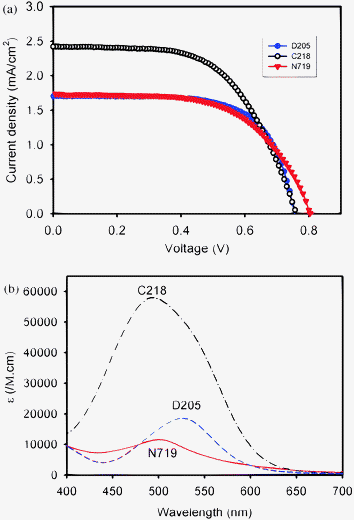 (a)
3.0
2.5
2.0
1.5
1.0
0.5
0.0
Current density (mA/cm²)
D205
C218
N719
0.0 0.2 0.4 0.6 0.8 1.0
Voltage (V)
(b)
60000
50000
40000
30000
20000
10000
0
ε (/M.cm)
C218
D205
N719
400 450 500 550 600 650 700
Wavelength (nm)